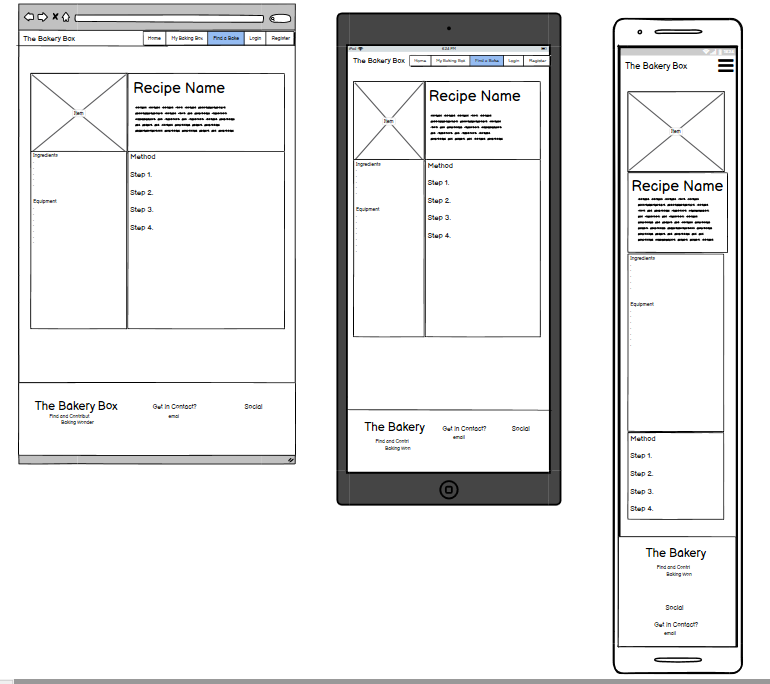 The Bakery Box
Home
My Baking Box
Find a Bake
Login
Register
Item
Recipe Name
Ingredients
Equipment
Method
Step 1.
Step 2.
Step 3.
Step 4.
The Bakery Box
Find and Contribut
Baking Wonder
Get In Contact?
email
Social
iPad
4:24 PM
The Bakery Box
Home
My Baking Box
Find a Bake
Login
Register
Item
Recipe Name
Ingredients
Equipment
Method
Step 1.
Step 2.
Step 3.
Step 4.
The Bakery
Find and Contri
Baking Won
Get In Contact?
email
Social
The Bakery Box
Item
Recipe Name
Ingredients
Equipment
Method
Step 1.
Step 2.
Step 3.
Step 4.
The Bakery
Find and Contri
Baking Won
Social
Get In Contact?
email